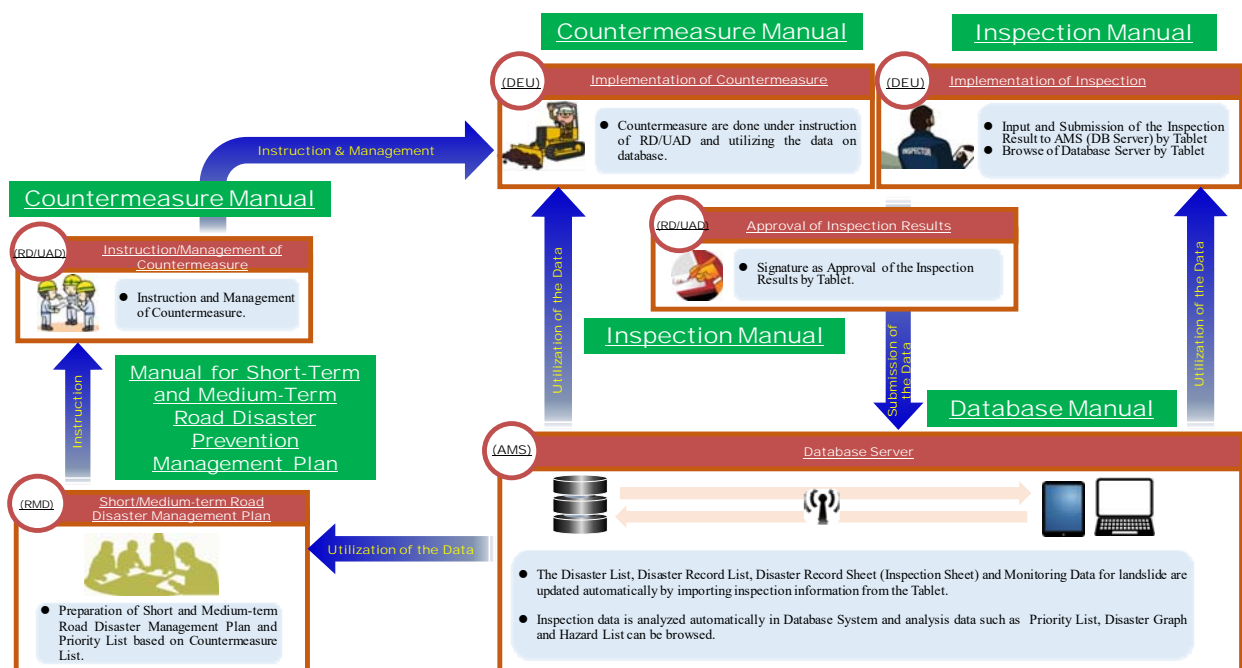 Countermeasure Manual
Inspection Manual
(DEU)
Implementation of Countermeasure
● Countermeasure are done under instruction
of RD/UAD and utilizing the data on
database.
(DEU)
Implementation of Inspection
INSPECTOR
● Input and Submission of the Inspection
Result to AMS (DB Server) by Tablet
● Browse of Database Server by Tablet
Instruction & Management
Countermeasure Manual
(RD/UAD)
Instruction/Management of
Countermeasure
● Instruction and Management
of Countermeasure.
(RD/UAD)
Approval of Inspection Results
● Signature as Approval of the Inspection
Results by Tablet.
Utilization of the Data
Utilization of the Data
Inspection Manual
Submission of
the Data
Instruction
Manual for Short-Term
and Medium-Term
Road Disaster
Prevention
Management Plan
Database Manual
(AMS)
Database Server
(RMD)
Short/Medium-term Road
Disaster Management Plan
Utilization of the Data
● Preparation of Short and Medium-term
Road Disaster Management Plan and
Priority List based on Countermeasure
List.
● The Disaster List, Disaster Record List, Disaster Record Sheet (Inspection Sheet) and Monitoring Data for landslide are
updated automatically by importing inspection information from the Tablet.
● Inspection data is analyzed automatically in Database System and analysis data such as Priority List, Disaster Graph
and Hazard List can be browsed.